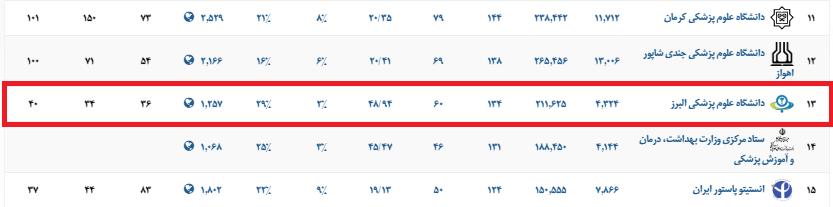 ۱۱ دانشگاه علوم پزشکی کرمان ۱۱,۷۱۲ ۲۳۸,۴۴۲ ۱۴۴ ۷۹ ۲۰/۳۵ ۸٪ ۲۱٪ ۲,۵۲۹ ۷۳ ۱۵۰ ۱۰۱
۱۲ دانشگاه علوم پزشکی جندی شاپور ۱۳,۰۰۶ ۲۶۵,۴۵۶ ۱۳۸ ۶۹ ۲۰/۴۱ ۶٪ ۱۶٪ ۲,۱۶۶ ۵۴ ۷۱ ۱۰۰
اهواز
۱۳ دانشگاه علوم پزشکی البرز ۴,۳۲۴ ۲۱۱,۶۲۵ ۱۳۴ ۶۰ ۴۸/۹۴ ۳٪ ۲۹٪ ۱,۲۵۷ ۳۶ ۳۴ ۴۰
۱۴ ستاد مرکزی وزارت بهداشت، درمان ۴,۱۴۴ ۱۸۸,۴۵۰ ۱۳۱ ۴۶ ۴۵/۴۷ ۳٪ ۲۵٪ ۱,۰۶۸
و آموزش پزشکی
۱۵ انستیتو پاستور ایران ۷,۸۶۶ ۱۵۰,۵۵۵ ۱۲۴ ۵۰ ۱۹/۱۳ ۹٪ ۲۲٪ ۱,۸۰۲ ۸۳ ۴۴ ۳۷